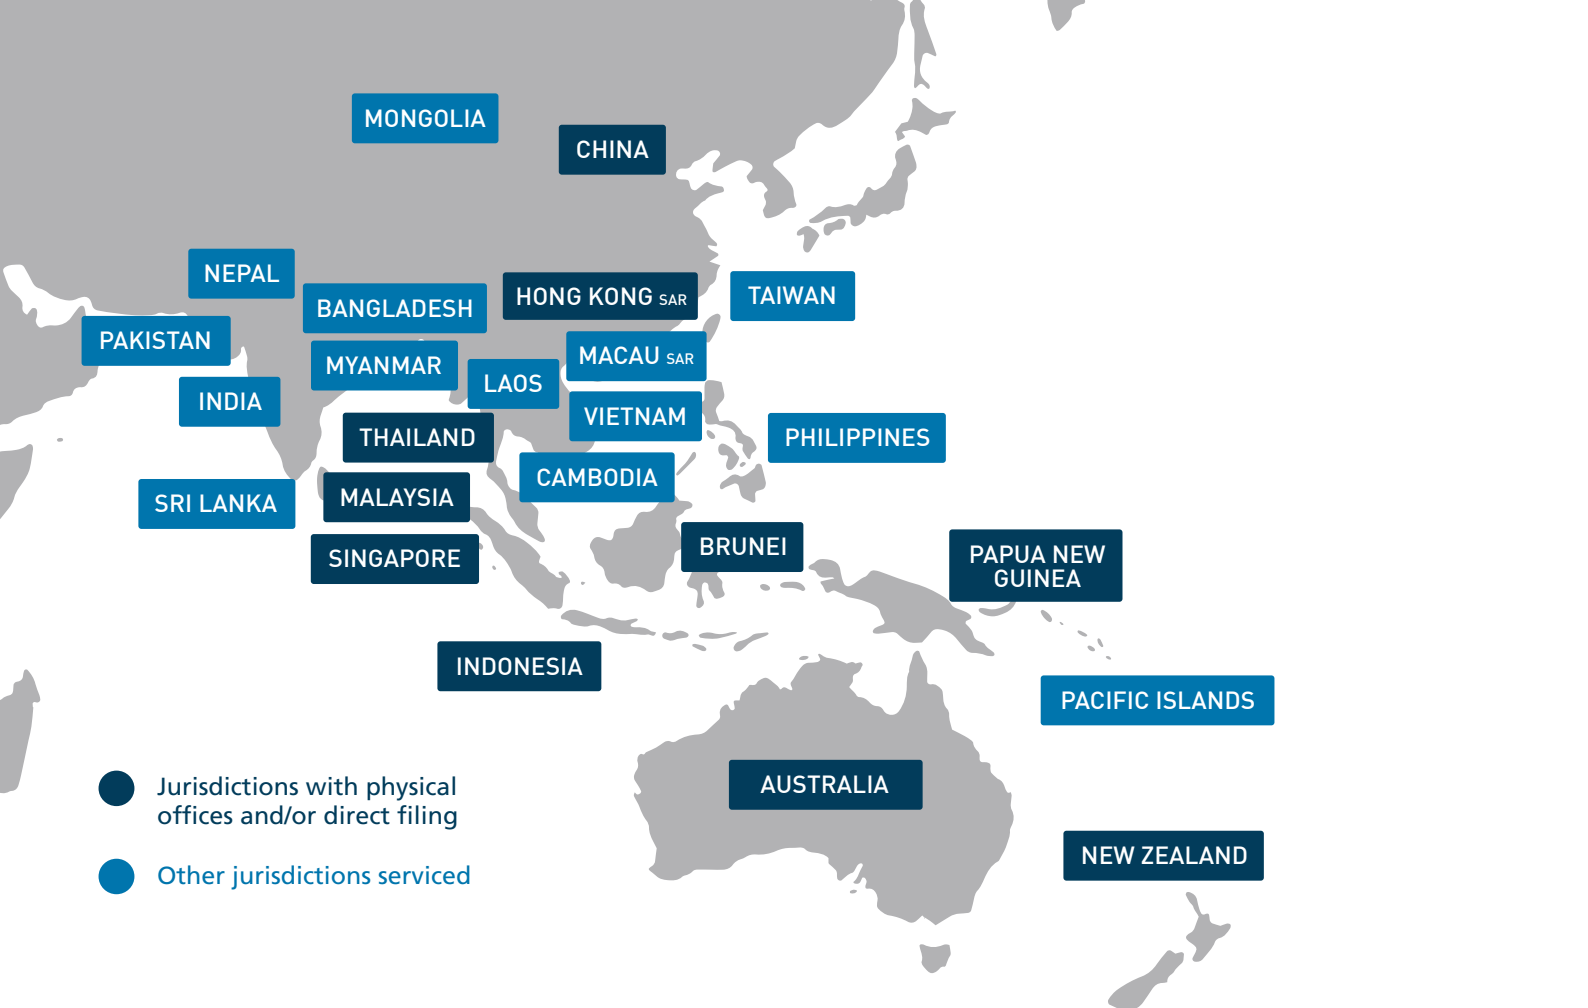 MONGOLIA
CHINA
NEPAL
BANGLADESH
HONG KONG SAR
TAIWAN
PAKISTAN
MYANMAR
LAOS
MACAU SAR
INDIA
VIETNAM
THAILAND
PHILIPPINES
CAMBODIA
SRI LANKA
MALAYSIA
SINGAPORE
BRUNEI
PAPUA NEW
GUINEA
INDONESIA
PACIFIC ISLANDS
AUSTRALIA
NEW ZEALAND
Jurisdictions with physical
offices and/or direct filing
Other jurisdictions serviced